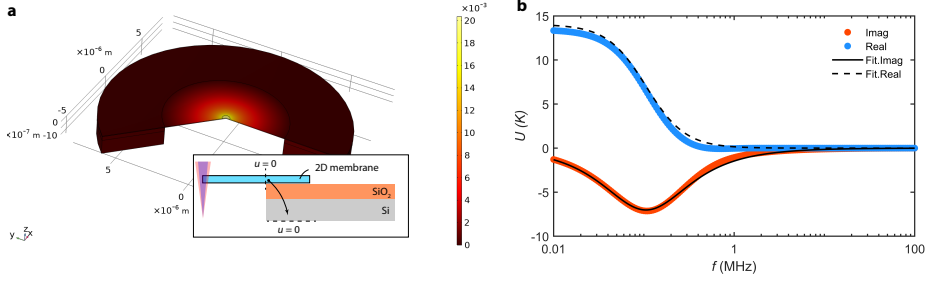 a
5
×10⁻⁶ m
0
-5
0
×10⁻⁷ m -10
5
0
×10⁻⁶ m
y z x
×10⁻³
20
18
16
14
12
10
8
6
4
2
0
u = 0
2D membrane
SiO₂
Si
u = 0
b
15
10
5
0
-5
-10
U (K)
Imag
Real
Fit.Imag
Fit.Real
0.01
1
100
f (MHz)